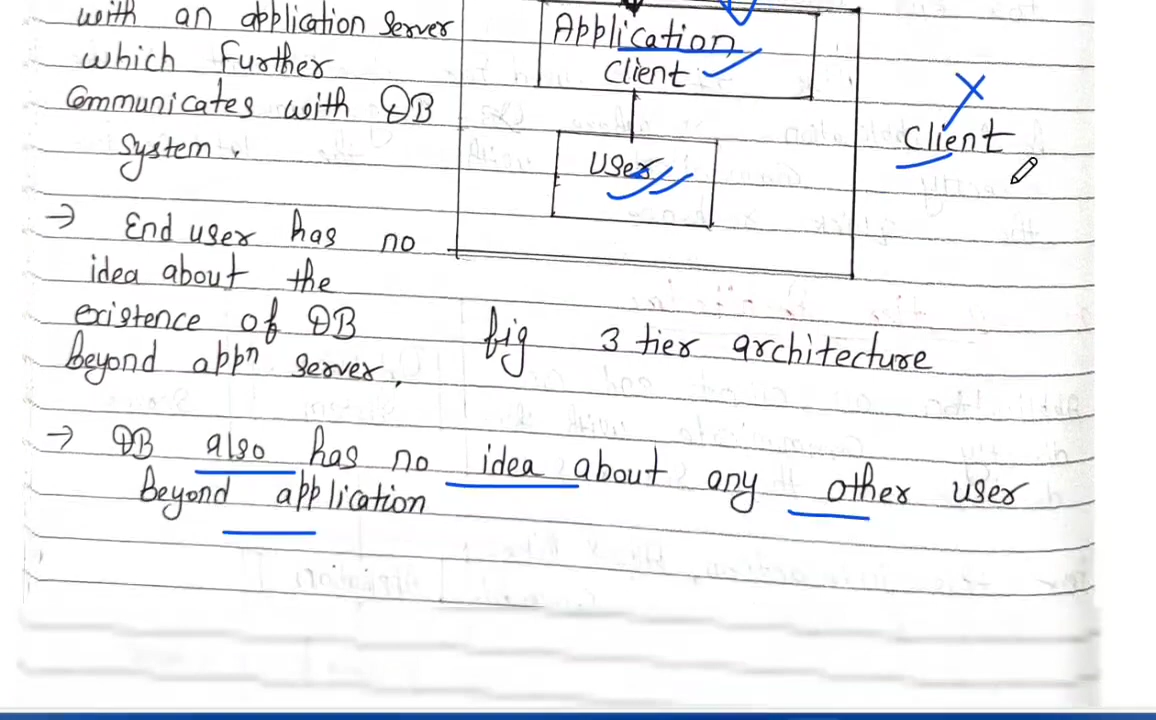 with an application server
which further
Communicates with DB
System.
Application
Client
User
Client
→ End user has no
idea about the
existence of DB
beyond appⁿ server.
fig 3 tier architecture
→ DB also has no idea about any other user
beyond application